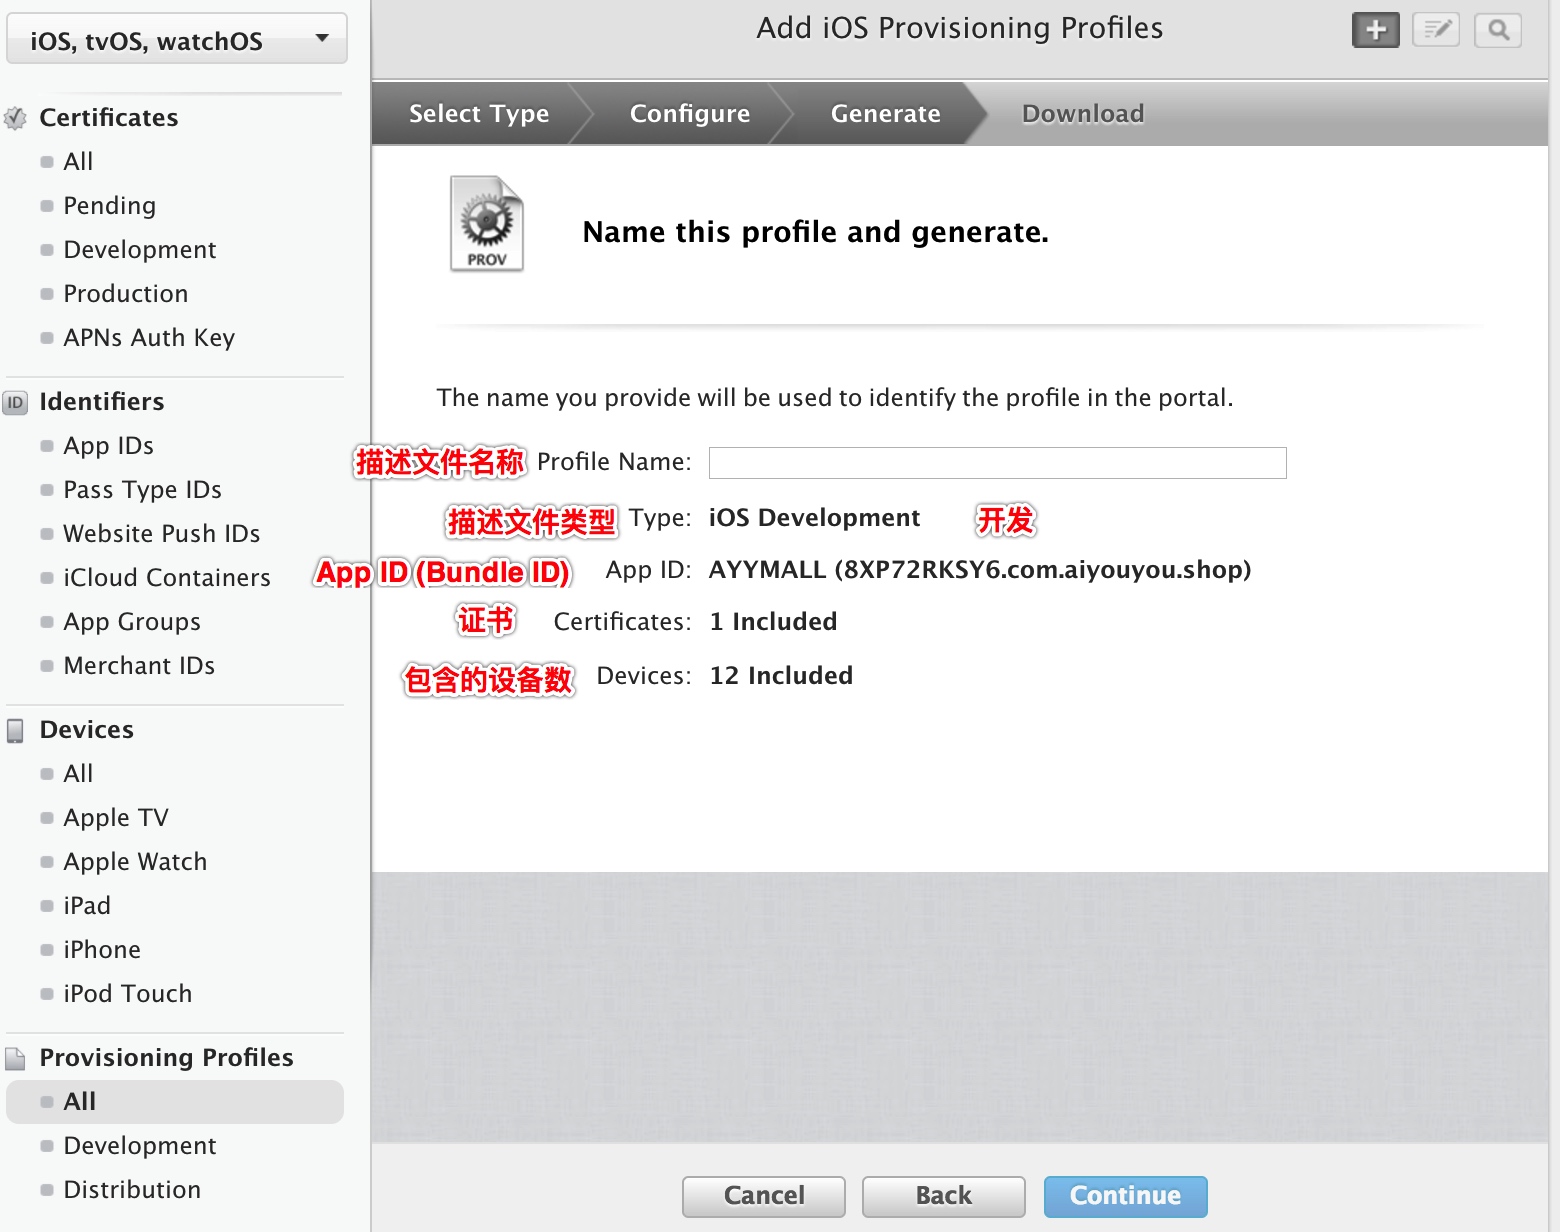 iOS, tvOS, watchOS
Certificates
All
Pending
Development
Production
APNs Auth Key
ID Identifiers
App IDs
Pass Type IDs
Website Push IDs
iCloud Containers
App Groups
Merchant IDs
Devices
All
Apple TV
Apple Watch
iPad
iPhone
iPod Touch
Provisioning Profiles
All
Development
Distribution
Add iOS Provisioning Profiles
Select Type Configure Generate Download
PROV
Name this profile and generate.
The name you provide will be used to identify the profile in the portal.
描述文件名称 Profile Name:
描述文件类型 Type: iOS Development 开发
App ID (Bundle ID) App ID: AYYMALL (8XP72RKSY6.com.aiyouyou.shop)
证书 Certificates: 1 Included
包含的设备数 Devices: 12 Included
Cancel Back Continue